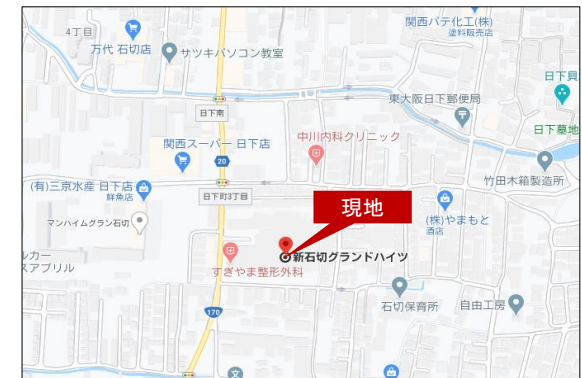 関西パテ化工(株)
塗料販売店
4丁目
万代 石切店
サツキパソコン教室
日下貝
東大阪日下郵便局
日下南
日下墓地
関西スーパー 日下店
中川内科クリニック
20
(有)三京水産 日下店
鮮魚店
日下町3丁目
竹田木箱製造所
現地
(株)やまもと
酒店
マンハイムグラン石切
ルカー
スアプリル
新石切グランドハイツ
すぎやま整形外科
石切保育所
自由工房
170
文